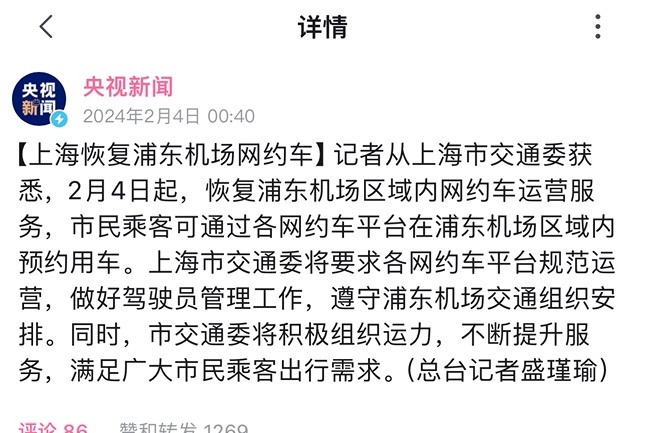 详情
央视新闻
央视
新闻
2024年2月4日 00:40
【上海恢复浦东机场网约车】记者从上海市交通委获
悉，2月4日起，恢复浦东机场区域内网约车运营服
务，市民乘客可通过各网约车平台在浦东机场区域内
预约用车。上海市交通委将要求各网约车平台规范运
营，做好驾驶员管理工作，遵守浦东机场交通组织安
排。同时，市交通委将积极组织运力，不断提升服
务，满足广大市民乘客出行需求。（总台记者盛瑾瑜）
评论 86 赞和转发 1269